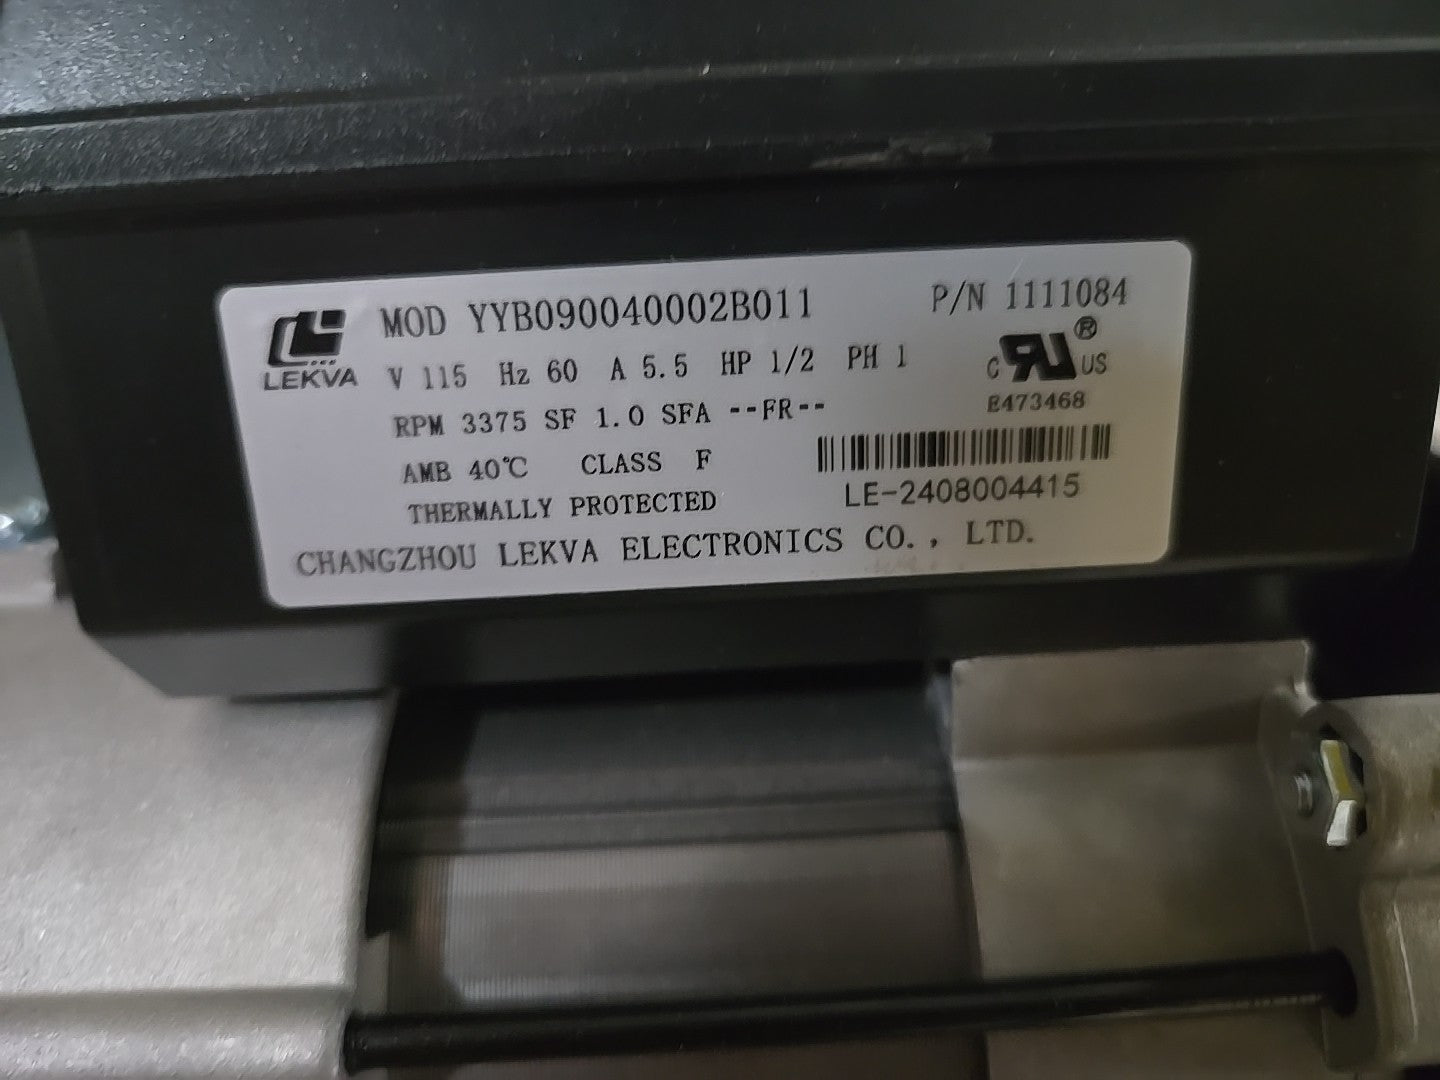 MOD YYB090040002B011 P/N 1111084
LEKVA
V 115 Hz 60 A 5.5 HP 1/2 PH 1
C RU US ®
RPM 3375 SF 1.0 SFA --FR--
E473468
AMB 40℃ CLASS F
THERMALLY PROTECTED
LE-2408004415
CHANGZHOU LEKVA ELECTRONICS CO., LTD.